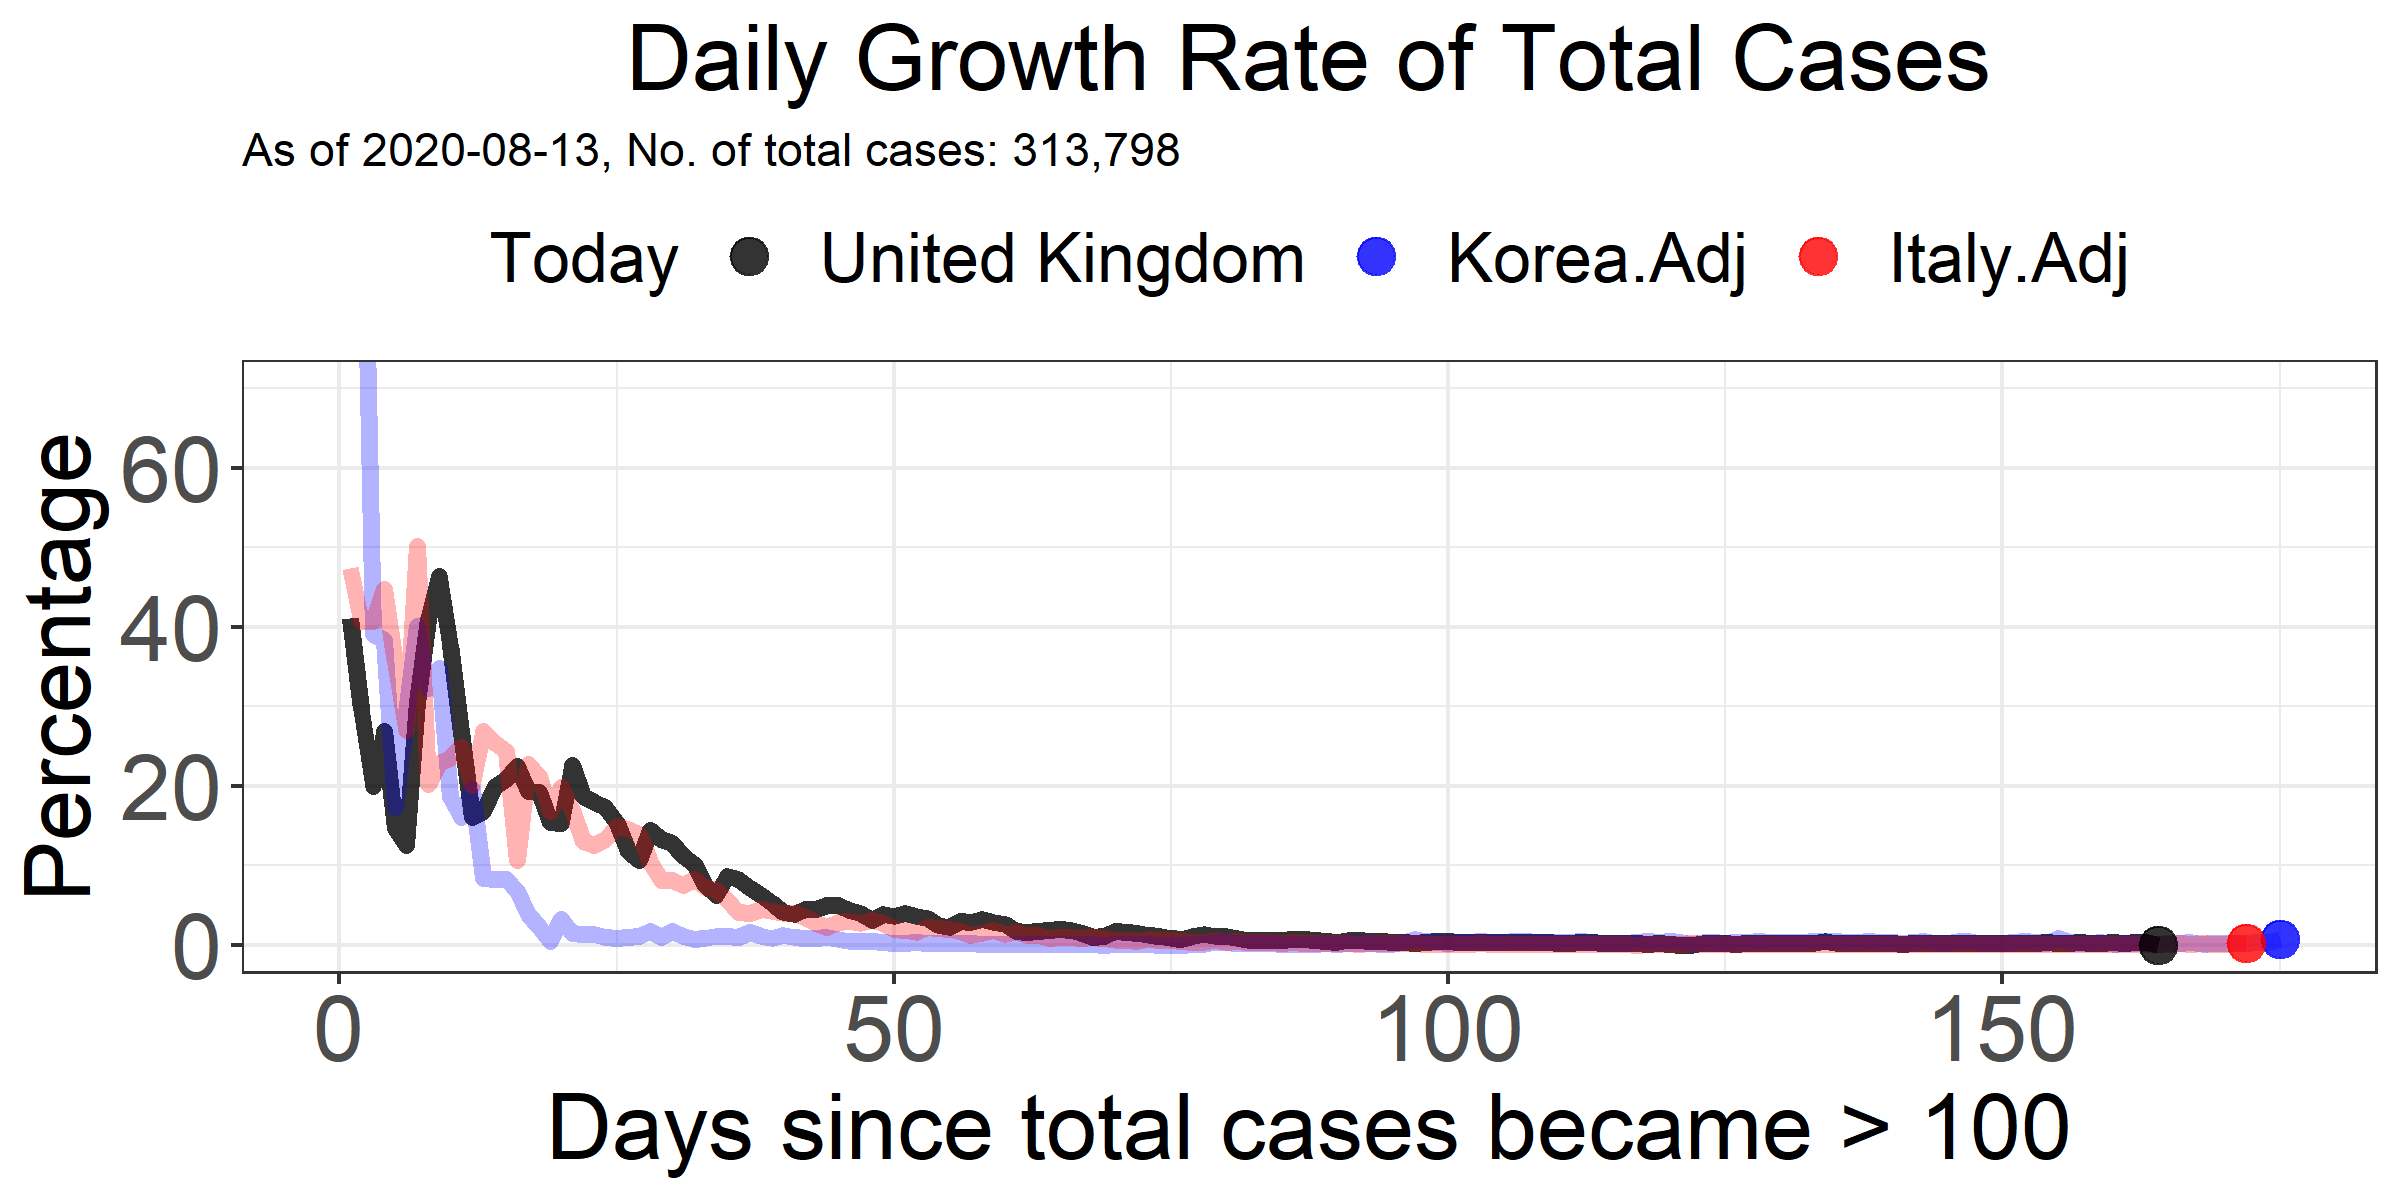 Daily Growth Rate of Total Cases
As of 2020-08-13, No. of total cases: 313,798
Today United Kingdom Korea.Adj Italy.Adj
Percentage
60
40
20
0
0 50 100 150
Days since total cases became > 100